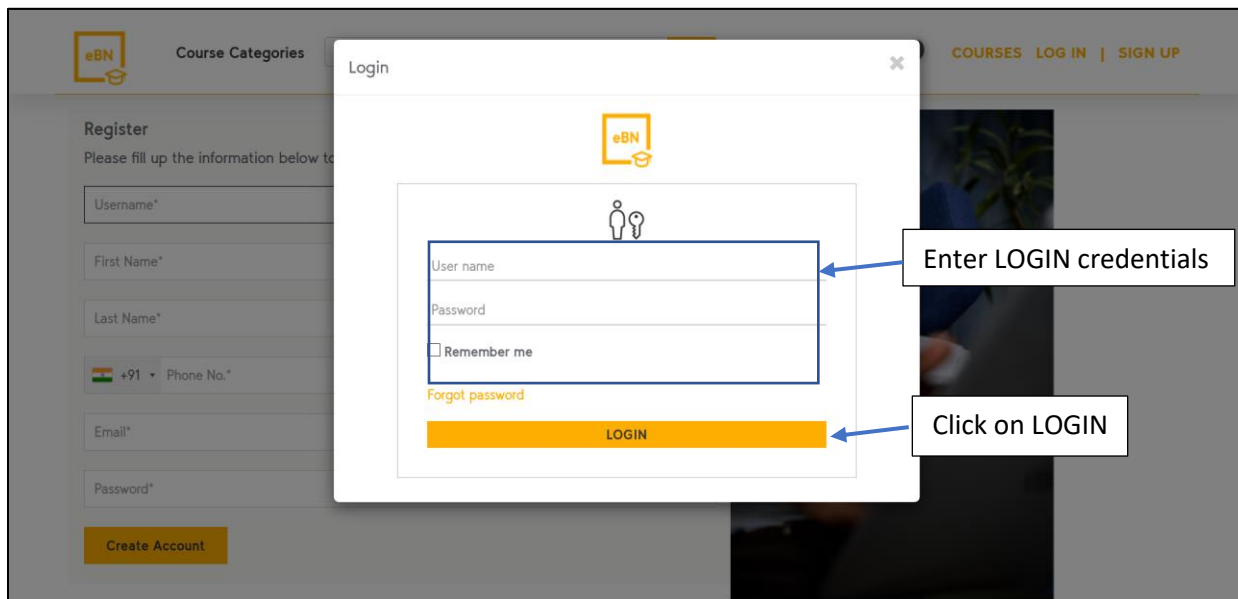 eBN
Course Categories
COURSES LOG IN | SIGN UP
Login
×
Register
Please fill up the information below
eBN
Username*
First Name*
Last Name*
+91 Phone No.*
Email*
Password*
Create Account
User name
Password
Remember me
Forgot password
LOGIN
Enter LOGIN credentials
Click on LOGIN